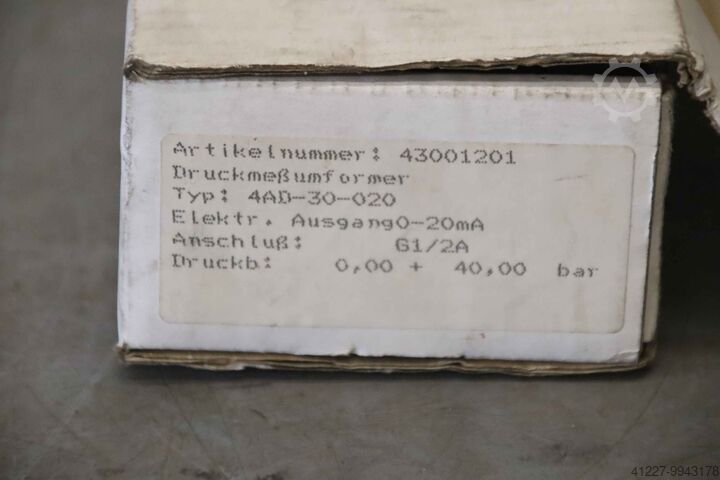 Artikelnummer: 43001201
Druckmeßumformer
Typ: 4AD-30-020
Elektr. Ausgang0-20mA
Anschluß: G1/2A
Druckb: 0,00 + 40,00 bar
41227-9943178